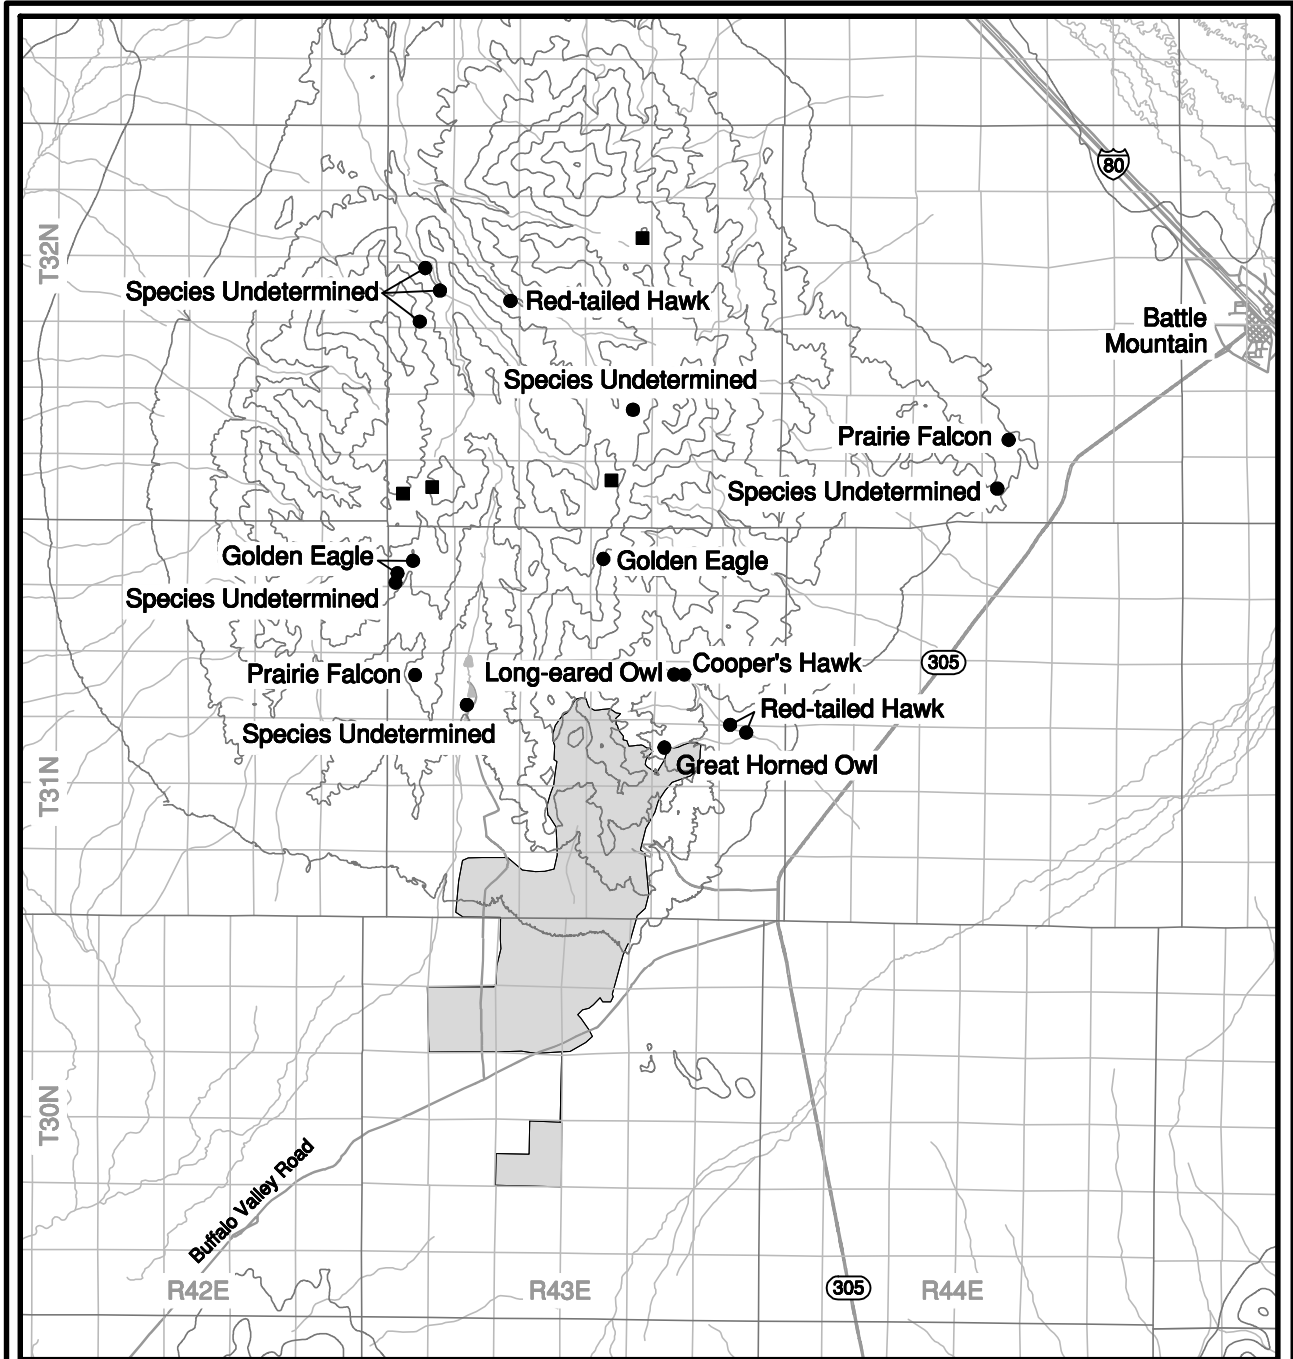 80
T32N
Species Undetermined
Red-tailed Hawk
Battle
Mountain
Species Undetermined
Prairie Falcon
Species Undetermined
Golden Eagle
Golden Eagle
Species Undetermined
305
Cooper's Hawk
Long-eared Owl
Prairie Falcon
Red-tailed Hawk
Species Undetermined
Great Horned Owl
T31N
T30N
Buffalo Valley Road
R42E
R43E
305
R44E